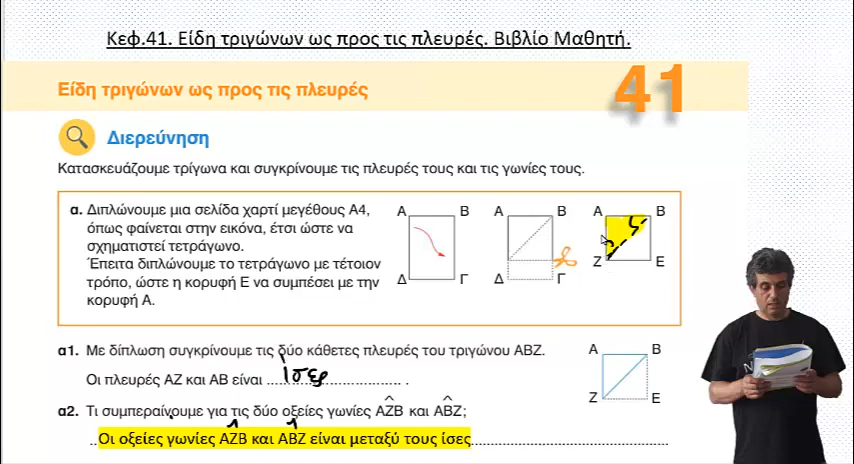 Κεφ.41. Είδη τριγώνων ως προς τις πλευρές. Βιβλίο Μαθητή.
Είδη τριγώνων ως προς τις πλευρές
41
Διερεύνηση
Κατασκευάζουμε τρίγωνα και συγκρίνουμε τις πλευρές τους και τις γωνίες τους.
α. Διπλώνουμε μια σελίδα χαρτί μεγέθους Α4,
όπως φαίνεται στην εικόνα, έτσι ώστε να
σχηματιστεί τετράγωνο.
Έπειτα διπλώνουμε το τετράγωνο με τέτοιον
τρόπο, ώστε η κορυφή Ε να συμπέσει με την
κορυφή Α.
Α Β Α Β Α Β
Ζ Ε
Δ Γ Δ Γ
α1. Με δίπλωση συγκρίνουμε τις δύο κάθετες πλευρές του τριγώνου ΑΒΖ.
Οι πλευρές ΑΖ και ΑΒ είναι ....ίσες.................. .
Α Β
Ζ Ε
α2. Τι συμπεραίνουμε για τις δύο οξείες γωνίες ΑΖ̂Β και ΑΒ̂Ζ;
..Οι οξείες γωνίες ΑΖ̂Β και ΑΒ̂Ζ είναι μεταξύ τους ίσες..........................................